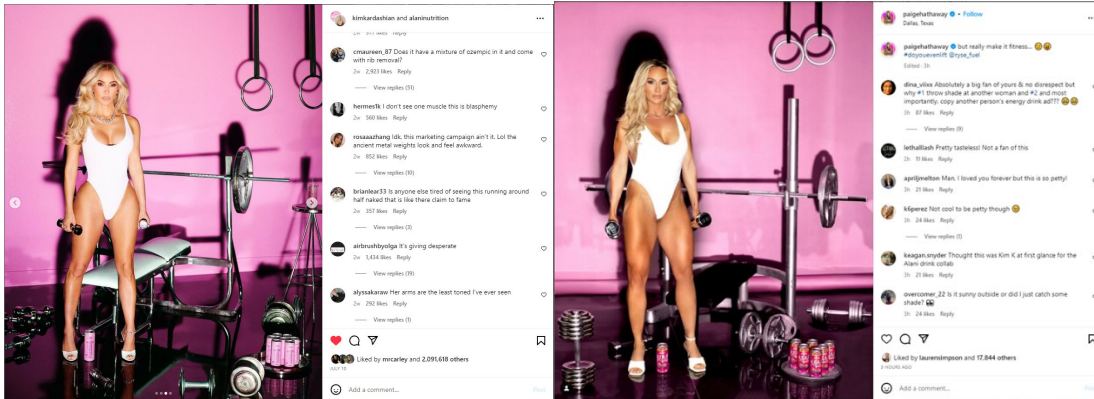 kimkardashian and alaninutrition
cmaureen_87 Does it have a mixture of ozempic in it and come
with rib removal?
2w 2,923 likes Reply
View replies (51)
hermes1k I don't see one muscle this is blasphemy
2w 560 likes Reply
rosaaazhang Idk, this marketing campaign ain't it. Lol the
ancient metal weights look and feel awkward.
2w 852 likes Reply
View replies (10)
brianlear33 Is anyone else tired of seeing this running around
half naked that is like there claim to fame
2w 357 likes Reply
View replies (3)
airbrushbyolga It's giving desperate
2w 1,434 likes Reply
View replies (19)
alyssakaraw Her arms are the least toned I've ever seen
2w 292 likes Reply
View replies (1)
Liked by mrcarley and 2,091,618 others
JULY 10
Add a comment...
Post
paigehathaway • Follow
Dallas, Texas
paigehathaway but really make it fitness...
#doyouevenlift @ryse_fuel
Edited · 3h
dina_viixx Absolutely a big fan of yours & no disrespect but
why #1 throw shade at another woman and #2 and most
importantly, copy another person's energy drink ad???
3h 87 likes Reply
View replies (9)
lethallash Pretty tasteless! Not a fan of this
2h 11 likes Reply
apriljmelton Man, I loved you forever but this is so petty!
3h 21 likes Reply
k6perez Not cool to be petty though
3h 24 likes Reply
View replies (1)
keagan.snyder Thought this was Kim K at first glance for the
Alani drink collab
3h 21 likes Reply
overcomer_22 Is it sunny outside or did I just catch some
shade?
3h 24 likes Reply
Liked by laurensimpson and 17,844 others
3 HOURS AGO
Add a comment...